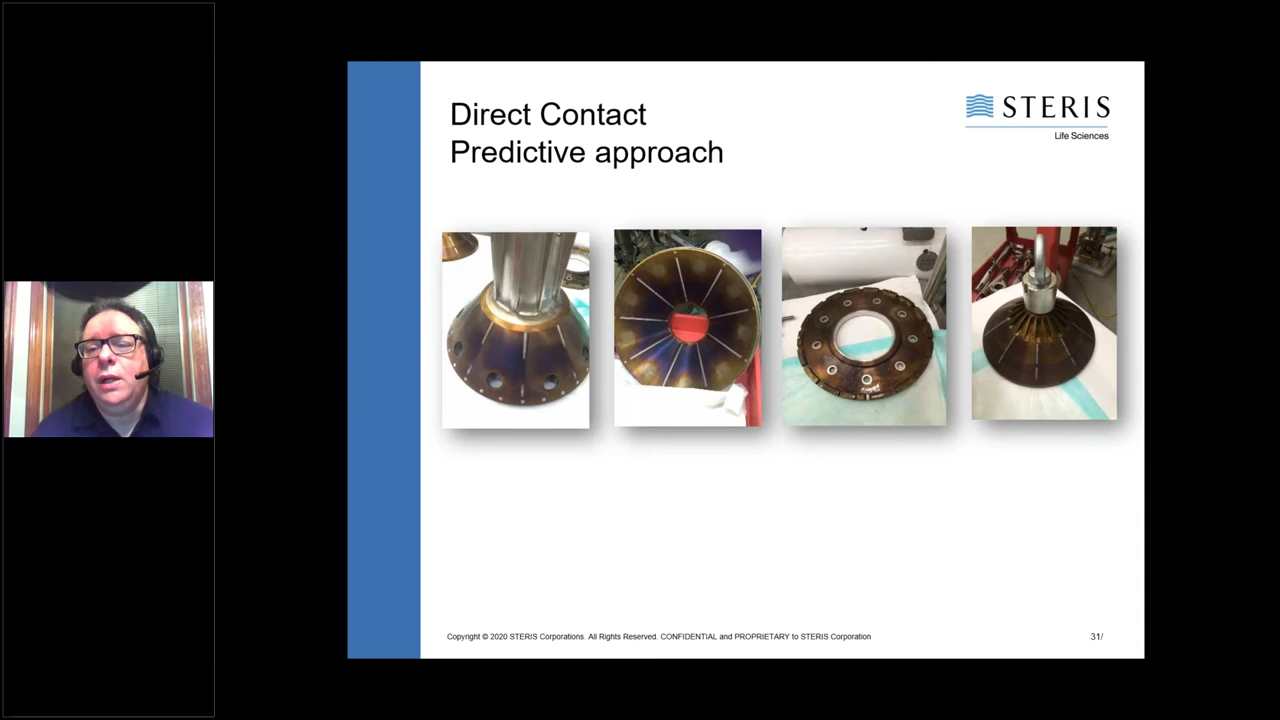 Direct Contact
Predictive approach
STERIS
Life Sciences
Copyright © 2020 STERIS Corporations. All Rights Reserved. CONFIDENTIAL and PROPRIETARY to STERIS Corporation
31/